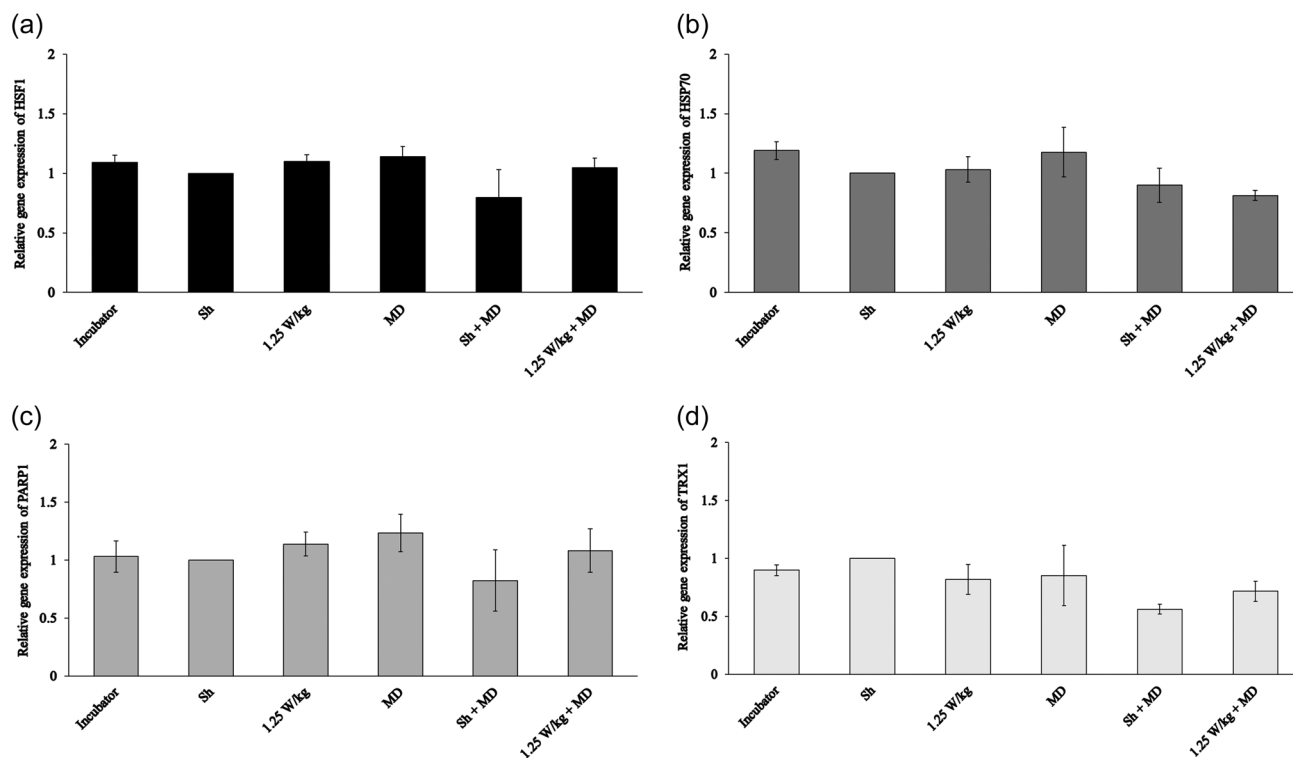 (a)
Relative gene expression of HSF1
2
1.5
1
0.5
0
Incubator
Sh
1.25 W/kg
MD
Sh + MD
1.25 W/kg + MD
(b)
Relative gene expression of HSP70
2
1.5
1
0.5
0
Incubator
Sh
1.25 W/kg
MD
Sh + MD
1.25 W/kg + MD
(c)
Relative gene expression of PARP1
2
1.5
1
0.5
0
Incubator
Sh
1.25 W/kg
MD
Sh + MD
1.25 W/kg + MD
(d)
Relative gene expression of TRX1
2
1.5
1
0.5
0
Incubator
Sh
1.25 W/kg
MD
Sh + MD
1.25 W/kg + MD